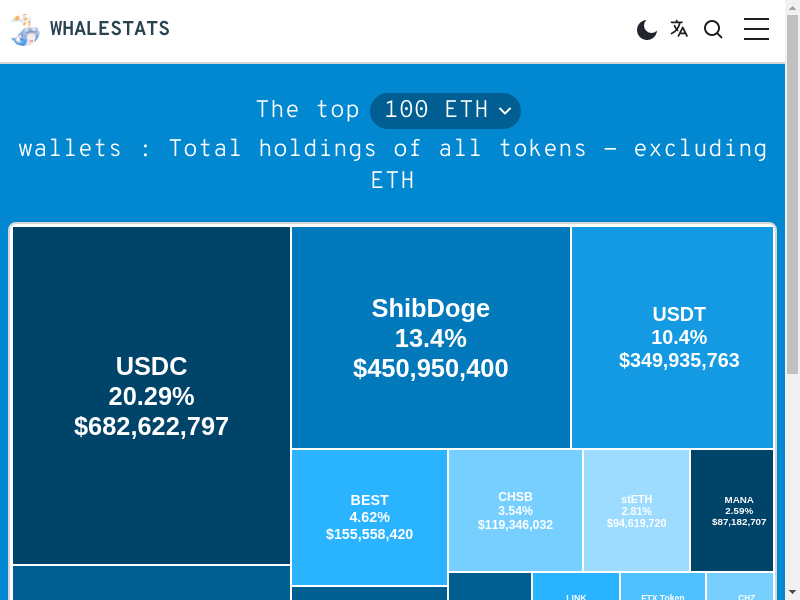 WHALESTATS
The top 100 ETH
wallets : Total holdings of all tokens – excluding
ETH
USDC
20.29%
$682,622,797
ShibDoge
13.4%
$450,950,400
USDT
10.4%
$349,935,763
BEST
4.62%
$155,558,420
CHSB
3.54%
$119,346,032
stETH
2.81%
$94,619,720
MANA
2.59%
$87,182,707
LINK
FTX Token
CHZ